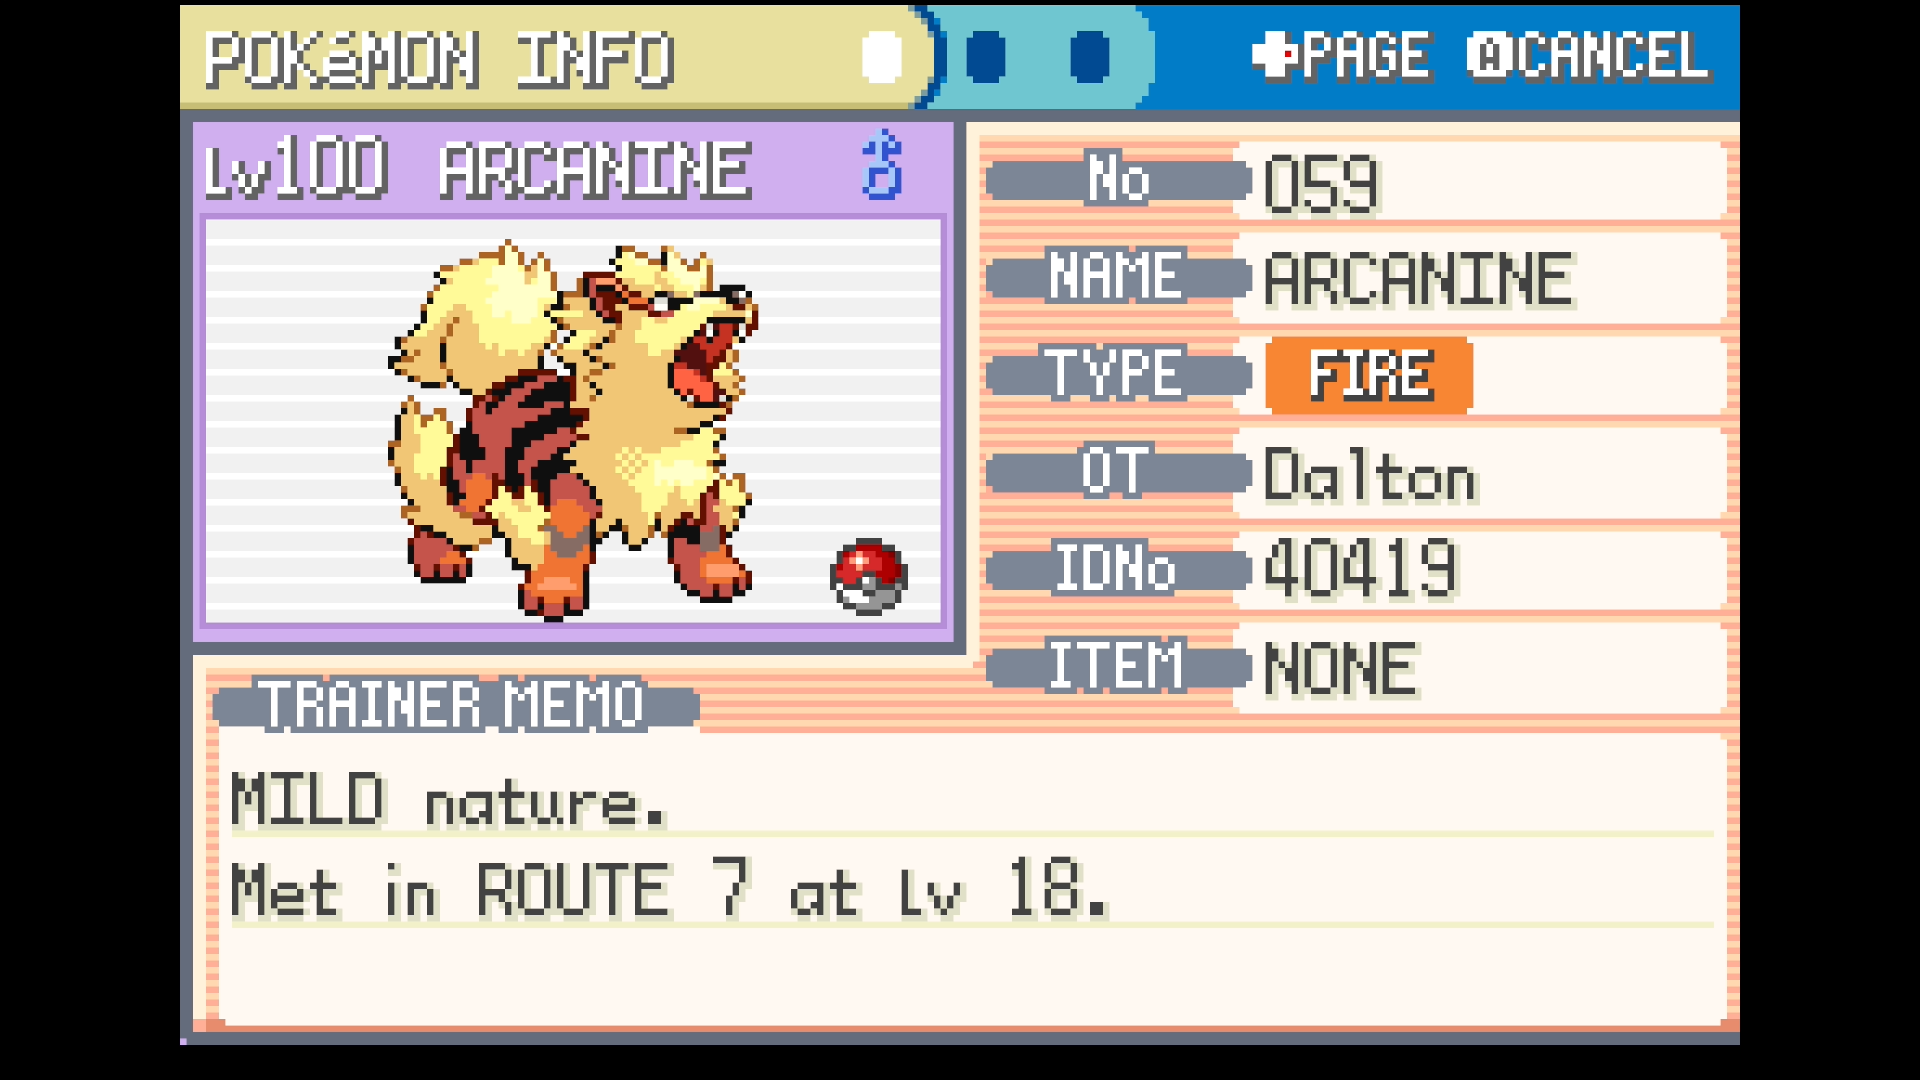 POKéMON INFO
PAGE ACANCEL
Lv100 ARCANINE ♂
No 059
NAME ARCANINE
TYPE FIRE
OT Dalton
IDNo 40419
ITEM NONE
TRAINER MEMO
MILD nature.
Met in ROUTE 7 at Lv 18.